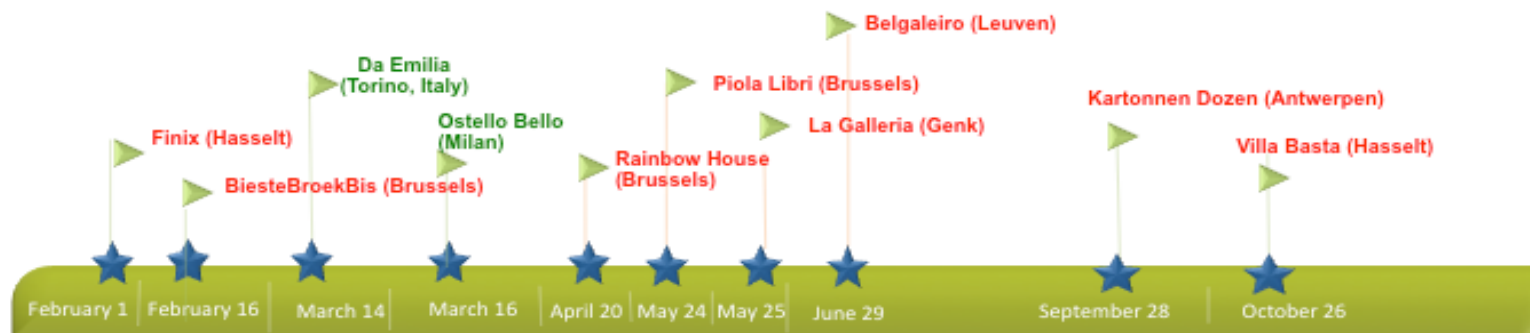 Belgaleiro (Leuven)
Da Emilia
(Torino, Italy)
Piola Libri (Brussels)
Kartonnen Dozen (Antwerpen)
Ostello Bello
(Milan)
La Galleria (Genk)
Finix (Hasselt)
Villa Basta (Hasselt)
Rainbow House
(Brussels)
BiesteBroekBis (Brussels)
February 1
February 16
March 14
March 16
April 20
May 24
May 25
June 29
September 28
October 26